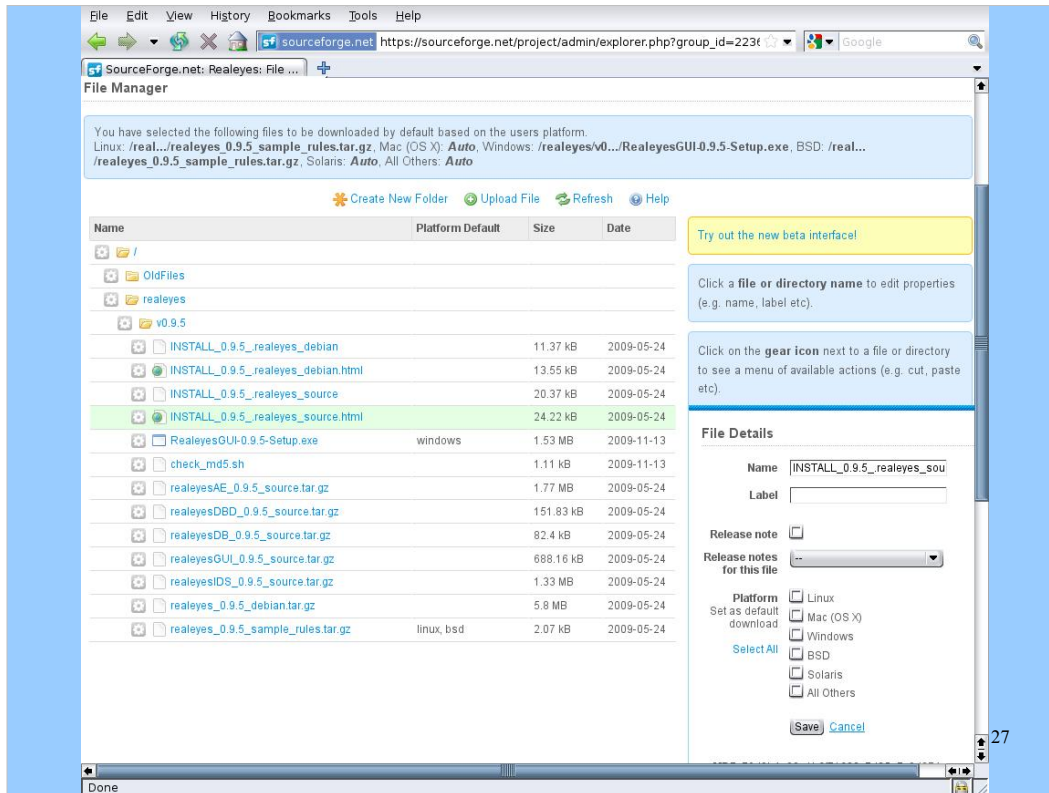 File Edit View History Bookmarks Tools Help
sourceforge.net https://sourceforge.net/project/admin/explorer.php?group_id=223 Google
SourceForge.net: Realeyes: File ...
File Manager
You have selected the following files to be downloaded by default based on the users platform.
Linux: /real.../realeyes_0.9.5_sample_rules.tar.gz, Mac (OS X): Auto, Windows: /realeyes/v0.../RealeyesGUI-0.9.5-Setup.exe, BSD: /real...
/realeyes_0.9.5_sample_rules.tar.gz, Solaris: Auto, All Others: Auto
Create New Folder Upload File Refresh Help
Name Platform Default Size Date
/
OldFiles
realeyes
v0.9.5
INSTALL_0.9.5_.realeyes_debian 11.37 kB 2009-05-24
INSTALL_0.9.5_.realeyes_debian.html 13.55 kB 2009-05-24
INSTALL_0.9.5_.realeyes_source 20.37 kB 2009-05-24
INSTALL_0.9.5_.realeyes_source.html 24.22 kB 2009-05-24
RealeyesGUI-0.9.5-Setup.exe windows 1.53 MB 2009-11-13
check_md5.sh 1.11 kB 2009-11-13
realeyesAE_0.9.5_source.tar.gz 1.77 MB 2009-05-24
realeyesDBD_0.9.5_source.tar.gz 151.83 kB 2009-05-24
realeyesDB_0.9.5_source.tar.gz 82.4 kB 2009-05-24
realeyesGUI_0.9.5_source.tar.gz 688.16 kB 2009-05-24
realeyesIDS_0.9.5_source.tar.gz 1.33 MB 2009-05-24
realeyes_0.9.5_debian.tar.gz 5.8 MB 2009-05-24
realeyes_0.9.5_sample_rules.tar.gz linux, bsd 2.07 kB 2009-05-24
Try out the new beta interface!
Click a file or directory name to edit properties
(e.g. name, label etc).
Click on the gear icon next to a file or directory
to see a menu of available actions (e.g. cut, paste
etc).
File Details
Name INSTALL_0.9.5_.realeyes_sou
Label
Release note
Release notes
for this file
--
Platform
Set as default
download
Select All
Linux
Mac (OS X)
Windows
BSD
Solaris
All Others
Save Cancel
27
Done